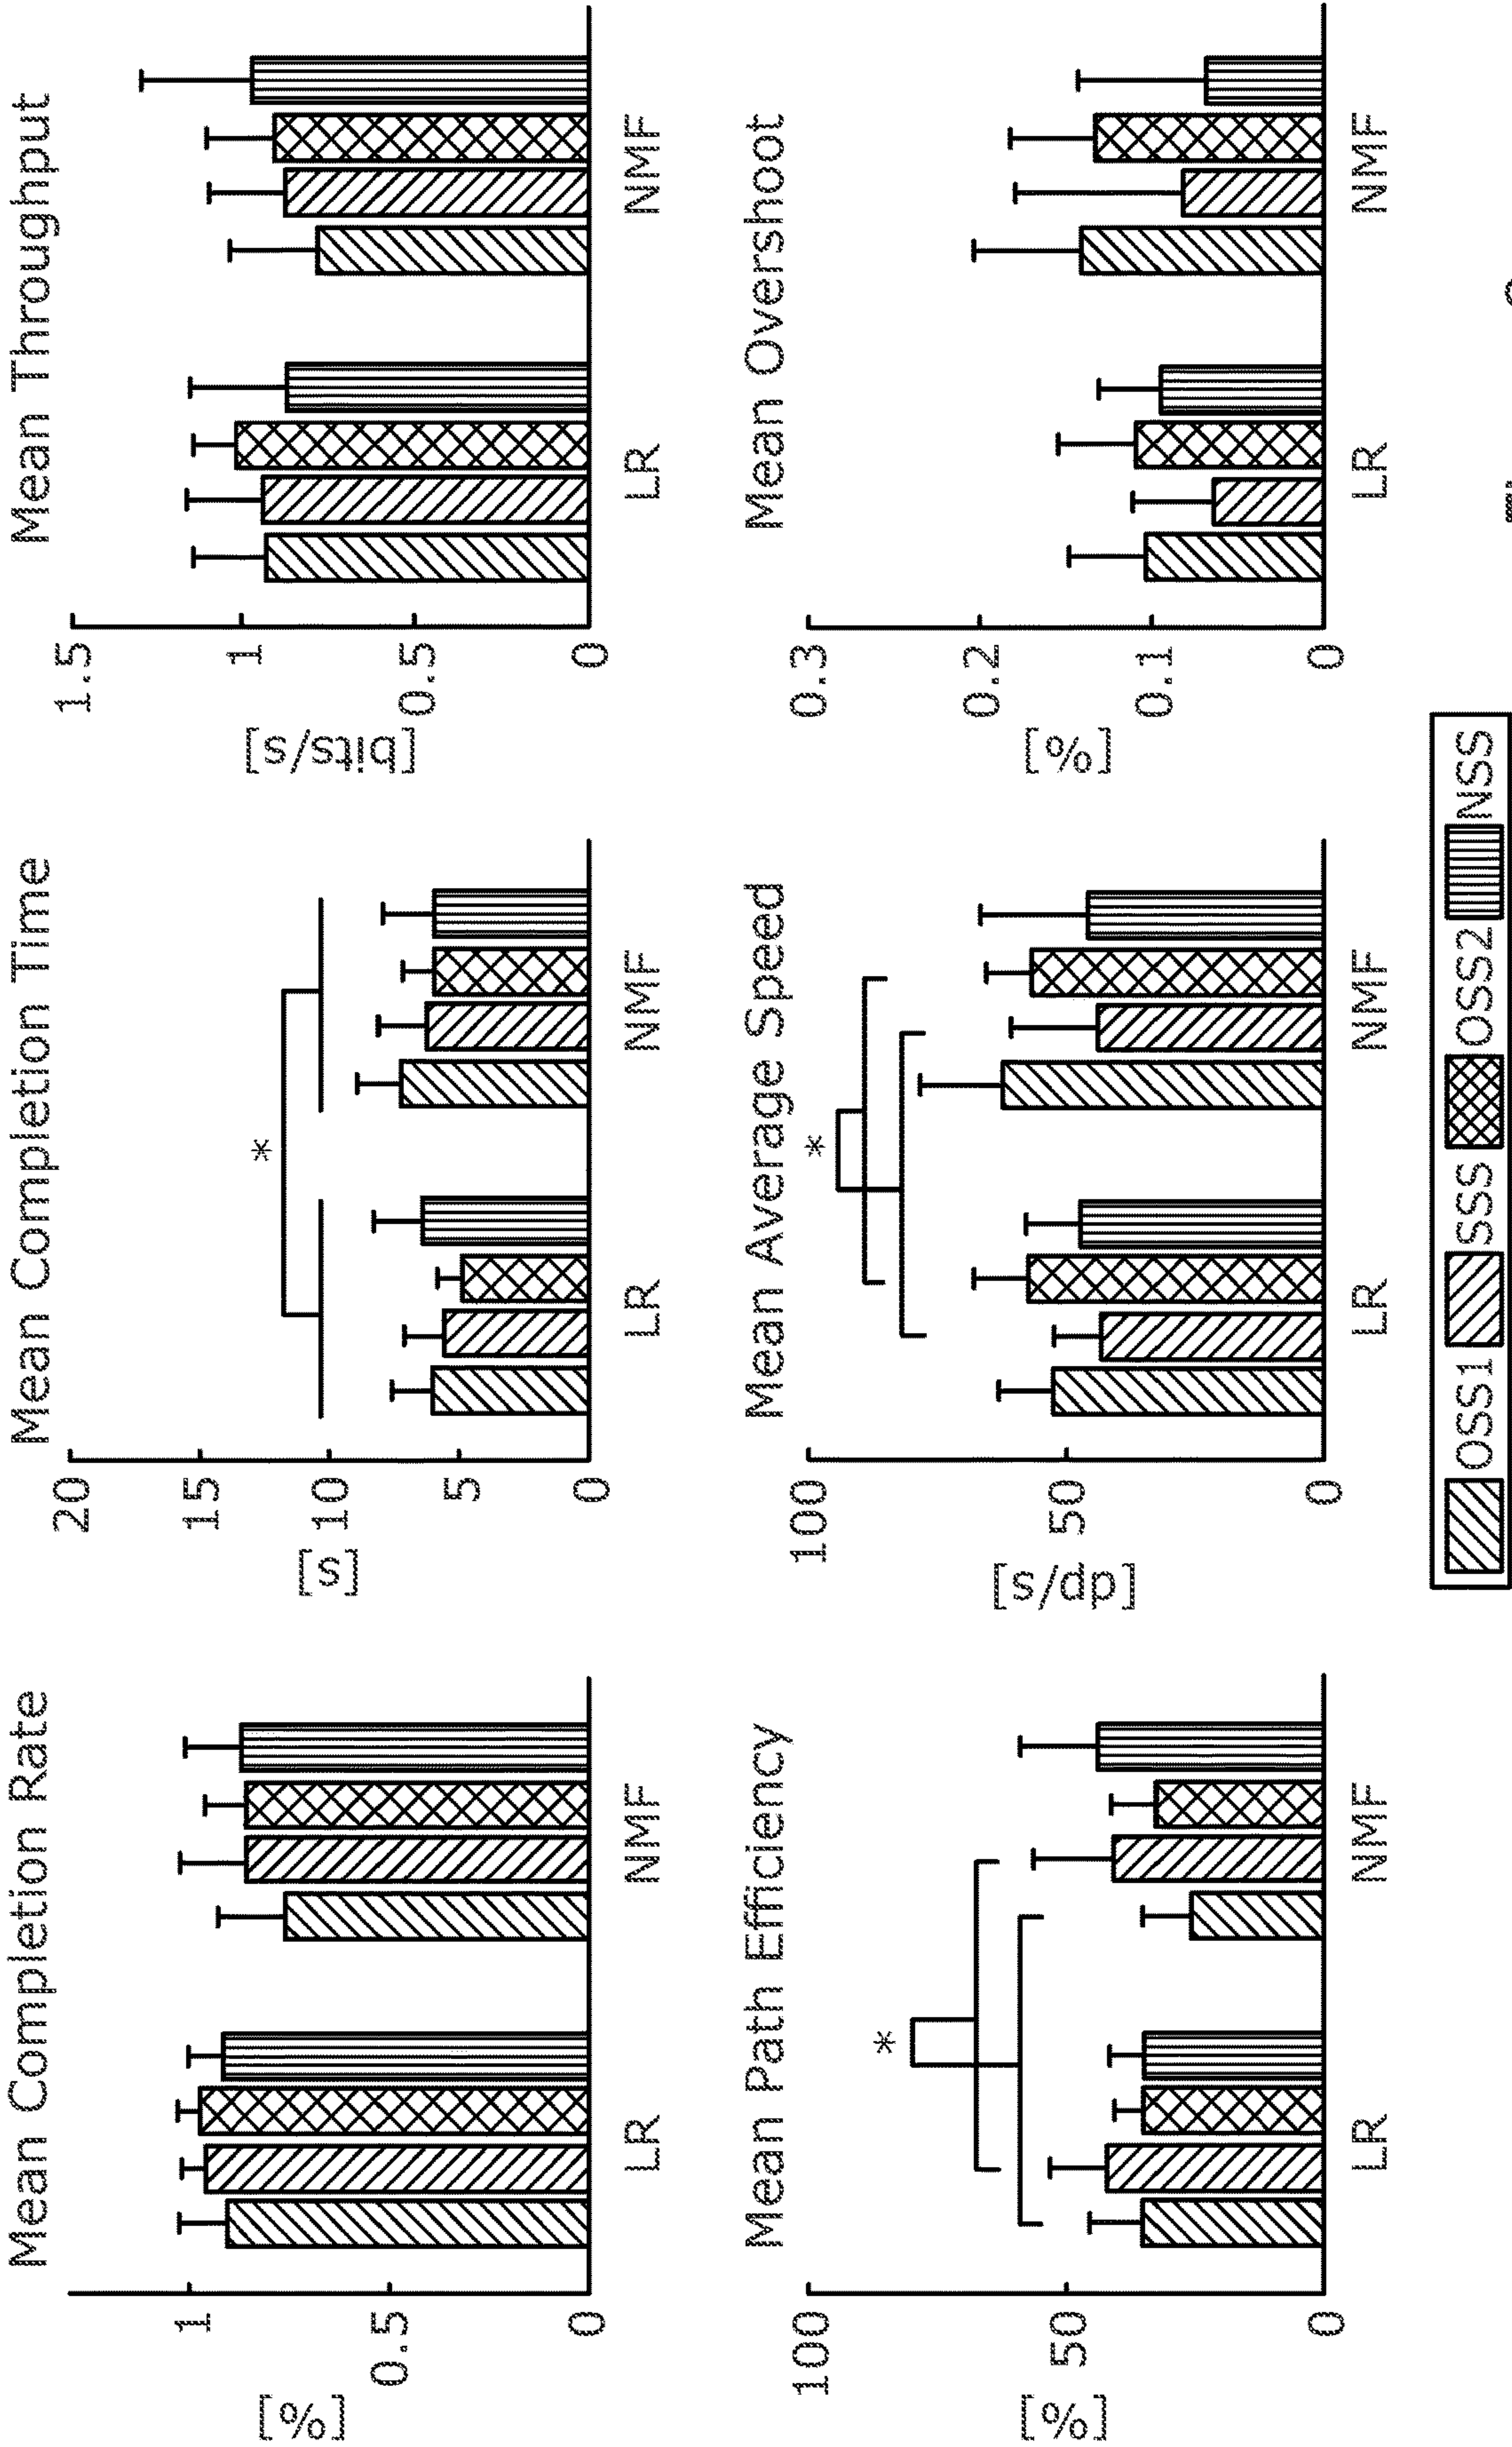 Mean Completion Rate
[%]
1
0.5
0
LR
NMF
Mean Completion Time
[s]
20
15
10
5
0
*
LR
NMF
Mean Throughput
[bits/s]
1.5
1
0.5
0
LR
NMF
Mean Path Efficiency
[%]
100
50
0
*
LR
NMF
Mean Average Speed
[dp/s]
100
50
0
*
LR
NMF
Mean Overshoot
[%]
0.3
0.2
0.1
0
LR
NMF
OSS1 SSS OSS2 NSS